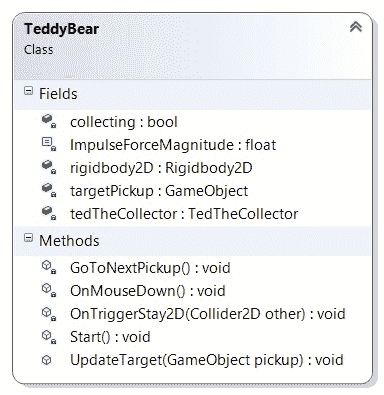 TeddyBear
Class
Fields
collecting : bool
ImpulseForceMagnitude : float
rigidbody2D : Rigidbody2D
targetPickup : GameObject
tedTheCollector : TedTheCollector
Methods
GoToNextPickup() : void
OnMouseDown() : void
OnTriggerStay2D(Collider2D other) : void
Start() : void
UpdateTarget(GameObject pickup) : void